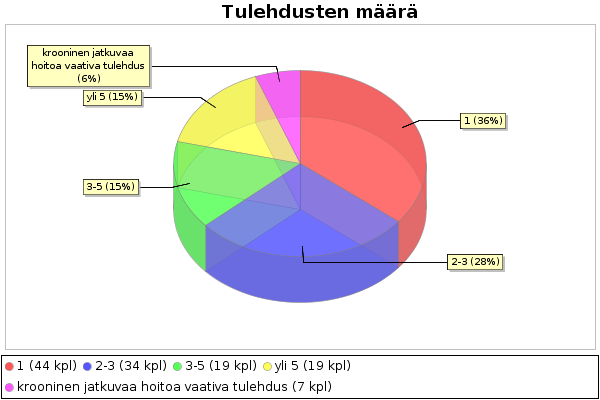 Tulehdusten määrä
krooninen jatkuvaa
hoitoa vaativa tulehdus
(6%)
yli 5 (15%)
1 (36%)
3-5 (15%)
2-3 (28%)
1 (44 kpl) 2-3 (34 kpl) 3-5 (19 kpl) yli 5 (19 kpl)
krooninen jatkuvaa hoitoa vaativa tulehdus (7 kpl)